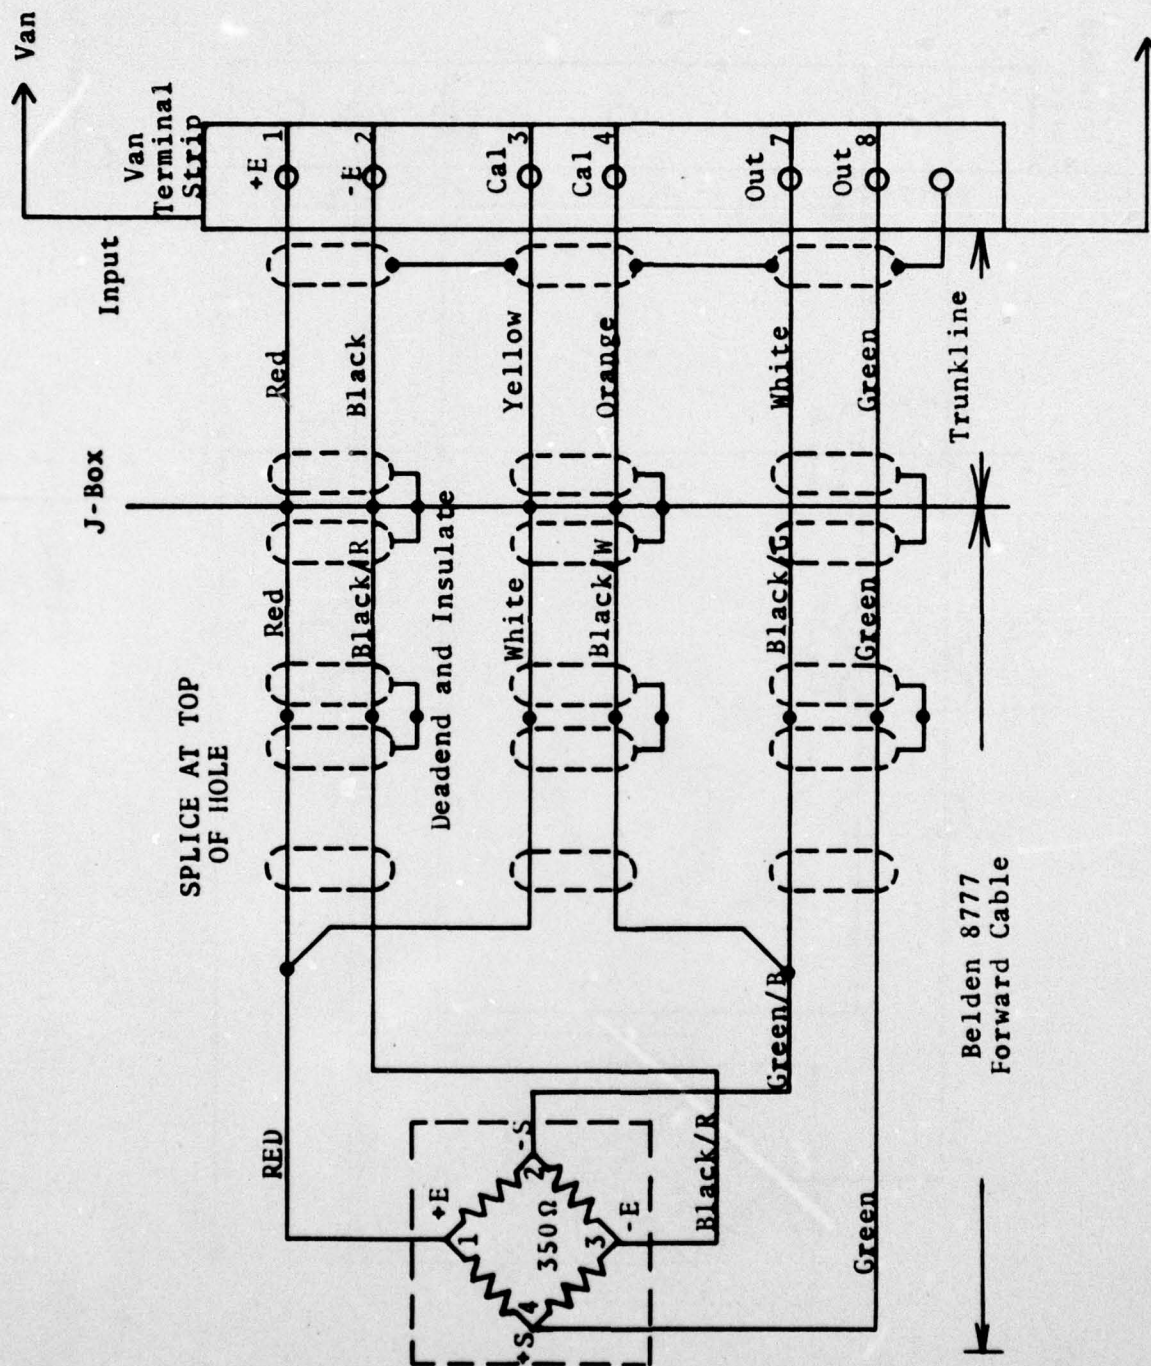 Van
Van
Terminal
Strip
Input
J-Box
SPLICE AT TOP
OF HOLE
+E
1
-E
2
Cal
3
Cal
4
Out
7
Out
8
Red
Black
Yellow
Orange
White
Green
Trunkline
Red
Black/R
Deadend and Insulate
White
Black/W
Black/G
Green
RED
Black/R
Green/B
Green
+E
1
-S
2
350Ω
3
-E
4
+S
Belden 8777
Forward Cable